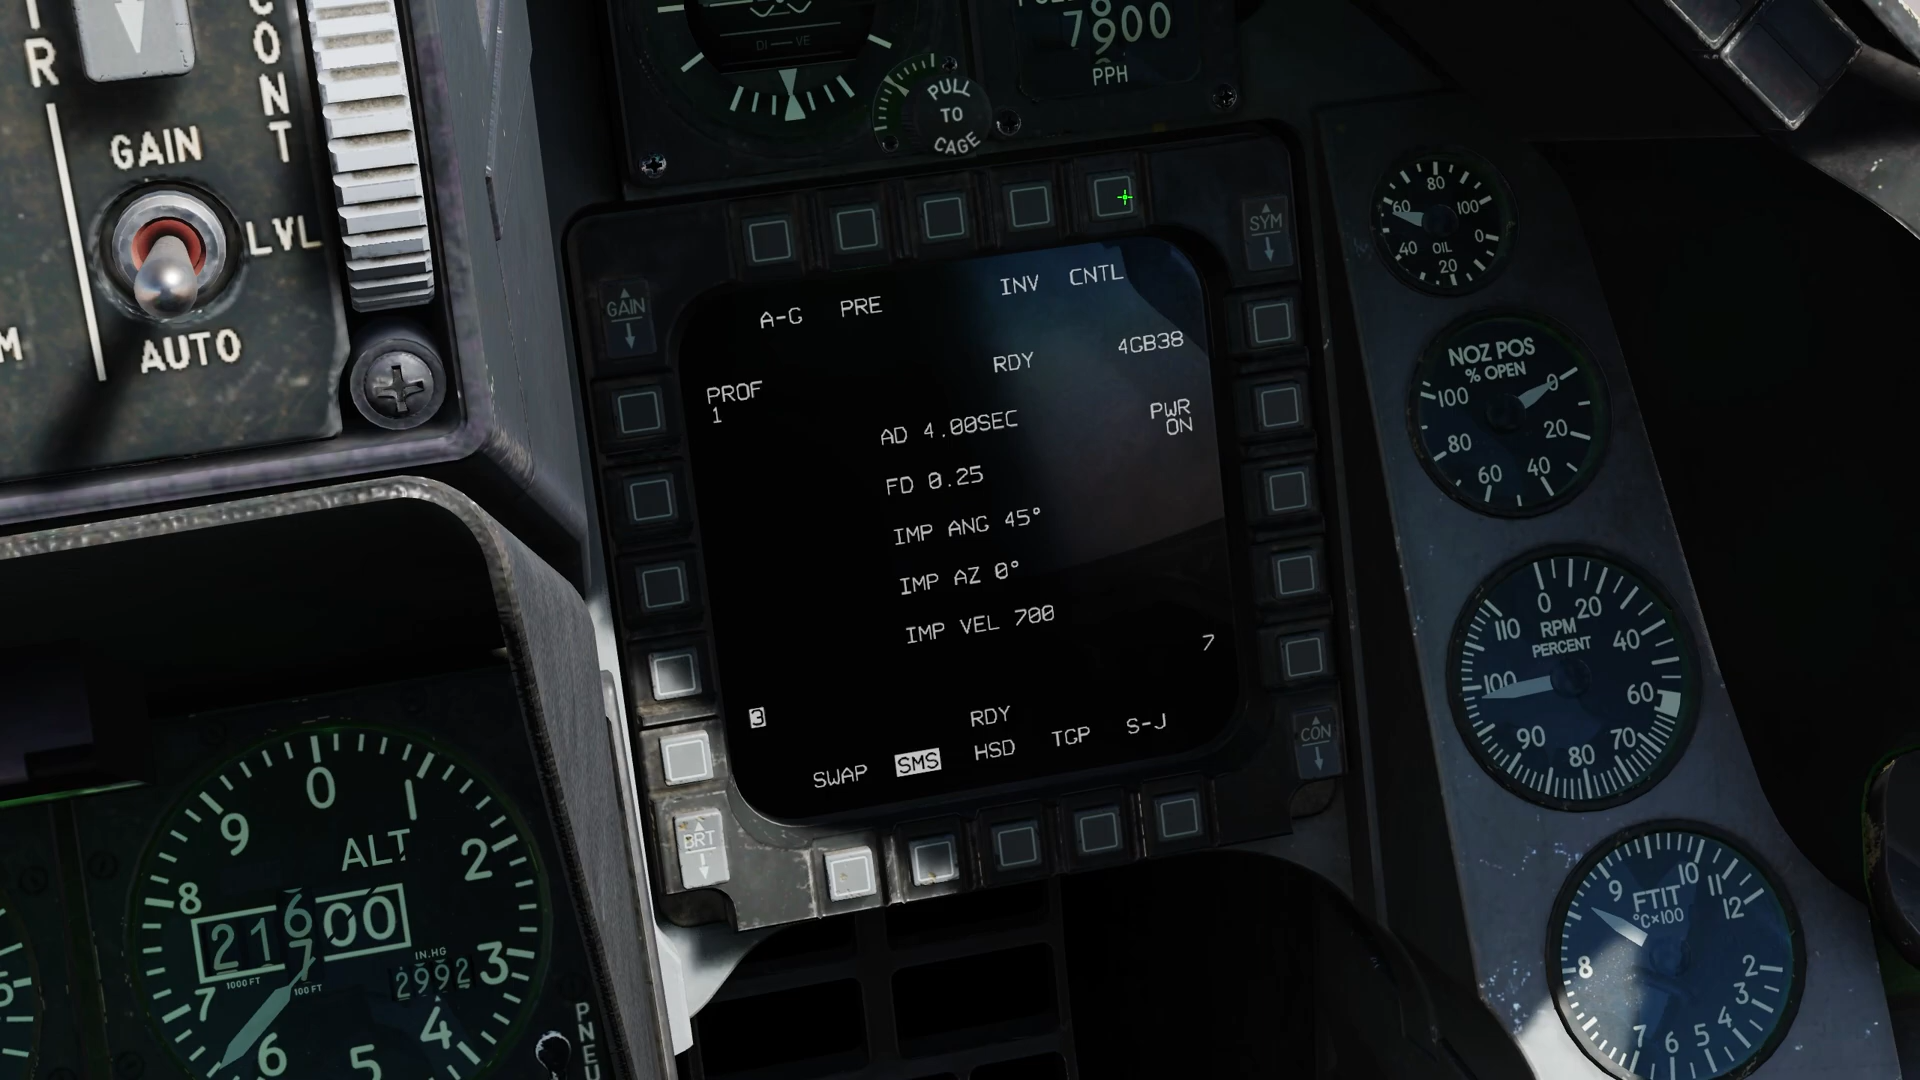 GAIN
LVL
AUTO
CONT
7900
PPH
DI VE
PULL
TO
CAGE
GAIN
SYM
A-G PRE INV CNTL
RDY 4GB38
PROF
1
AD 4.00SEC
PWR
ON
FD 0.25
IMP ANG 45°
IMP AZ 0°
IMP VEL 700
7
3
RDY
SWAP SMS HSD TGP S-J
BRT
CON
80
60 100
40 OIL 0
20
NOZ POS
% OPEN
100 0
80 20
60 40
0 20
110 RPM 40
PERCENT
100 60
90 80 70
9 10 11
FTIT 12
°C×100
8 2
3
7 6 5 4
0
9 1
ALT 2
8
21600
7
1000 FT 100 FT
IN.HG
2992
3
7 4
6 5
PNEU